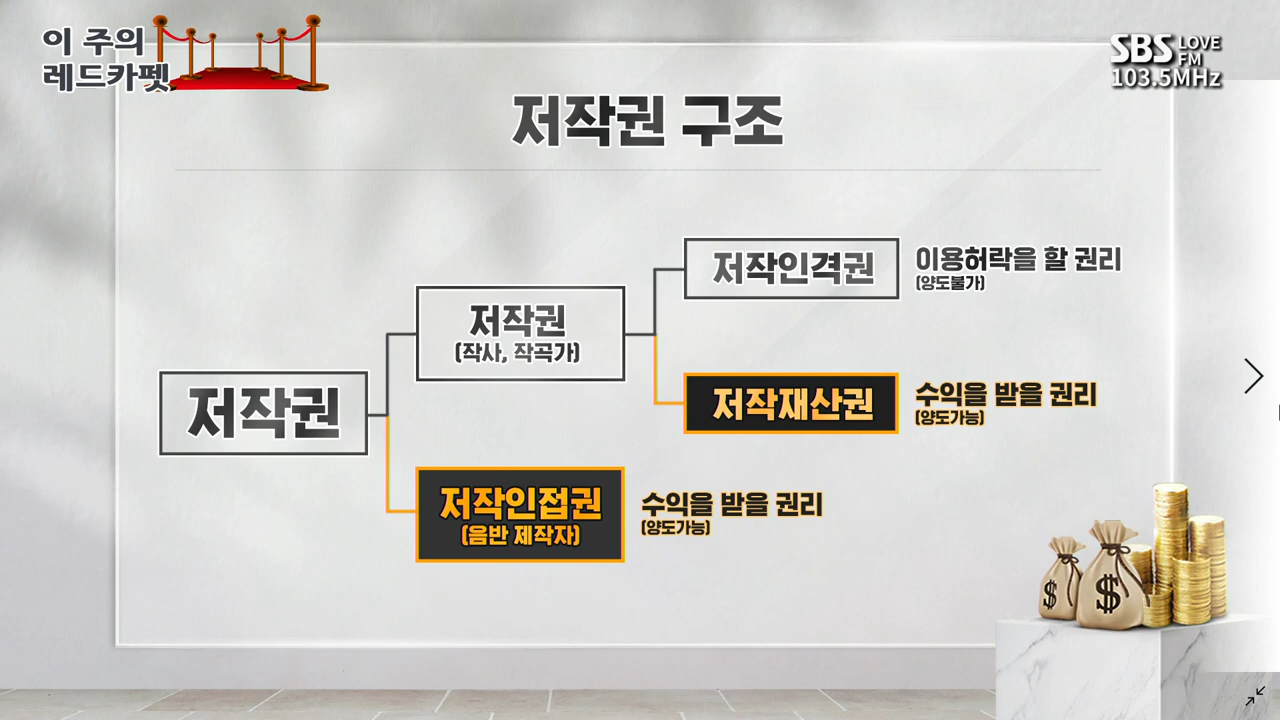 이 주의
레드카펫
SBS LOVE FM
103.5MHz
저작권 구조
저작인격권
이용허락을 할 권리
(양도불가)
저작권
(작사, 작곡가)
저작권
저작재산권
수익을 받을 권리
(양도가능)
저작인접권
(음반 제작자)
수익을 받을 권리
(양도가능)
$
$